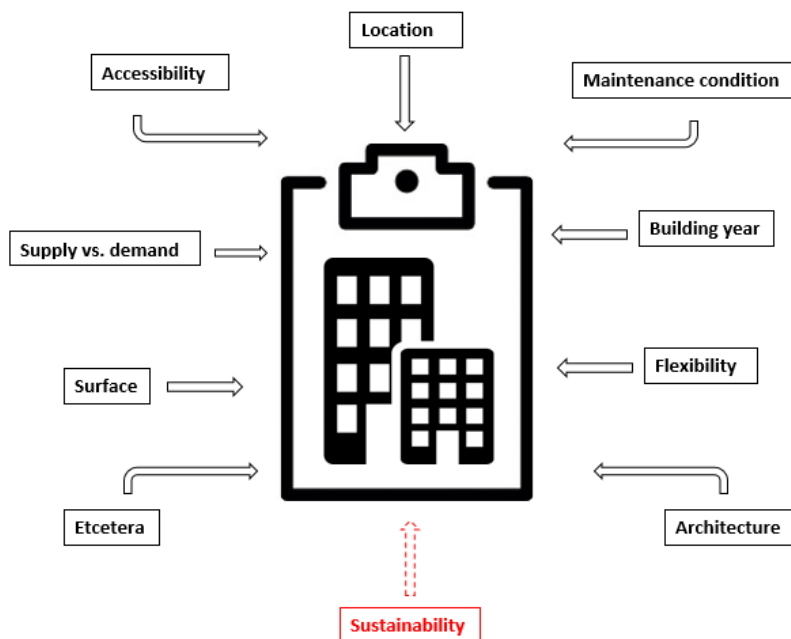 Location
Accessibility
Maintenance condition
Supply vs. demand
Building year
Surface
Flexibility
Etcetera
Architecture
Sustainability